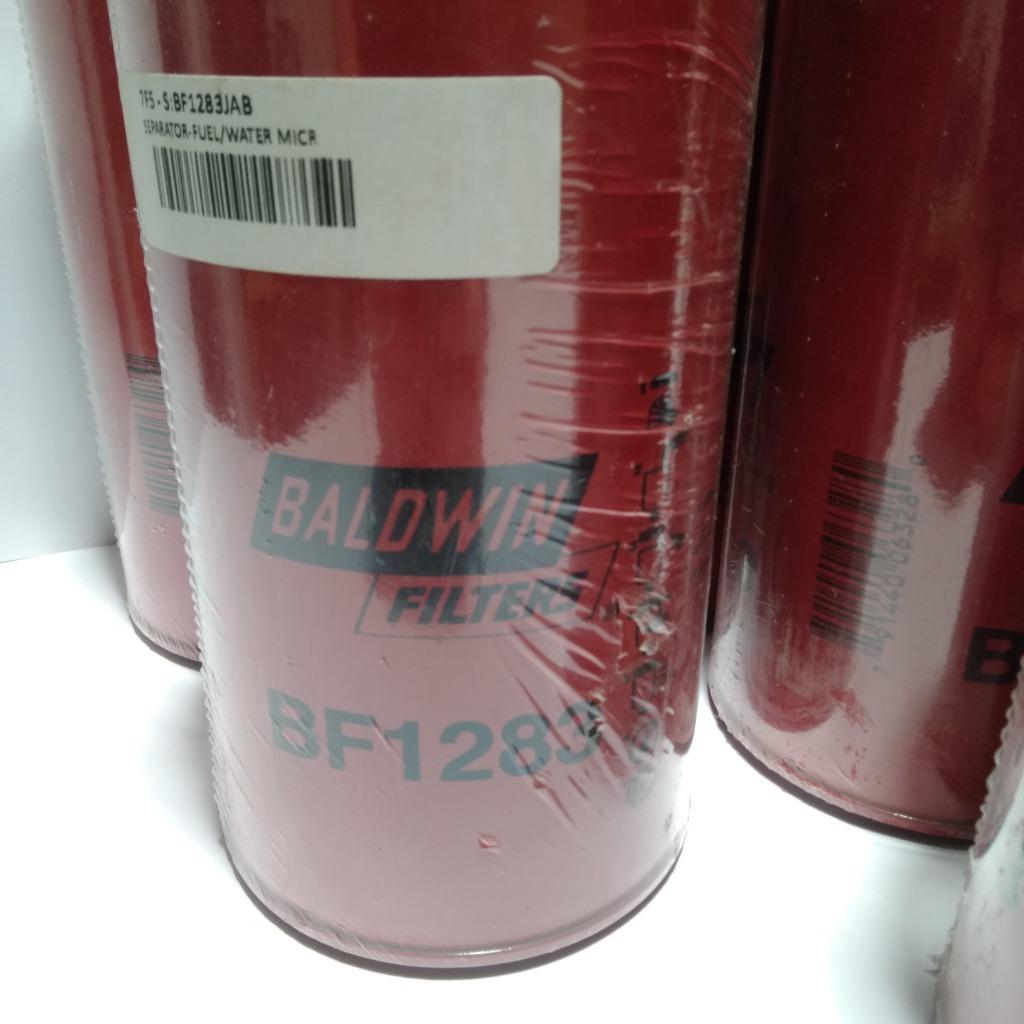 7F5 - S:BF1283JAB
SEPARATOR-FUEL/WATER MICR
BALDWIN
FILTERS
BF1283
B